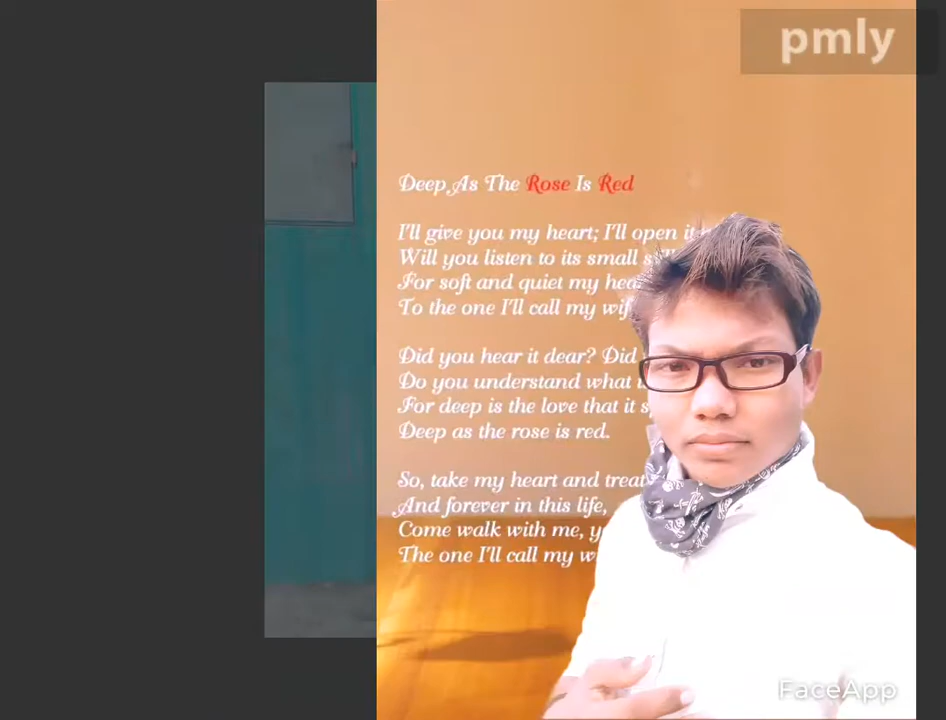 pmly
Deep As The Rose Is Red
I'll give you my heart; I'll open it
Will you listen to its small
For soft and quiet my
To the one I'll call my
Did you hear it dear? Did
Do you understand what
For deep is the love that it
Deep as the rose is red.
So, take my heart and treat
And forever in this life,
Come walk with me,
The one I'll call my
FaceApp